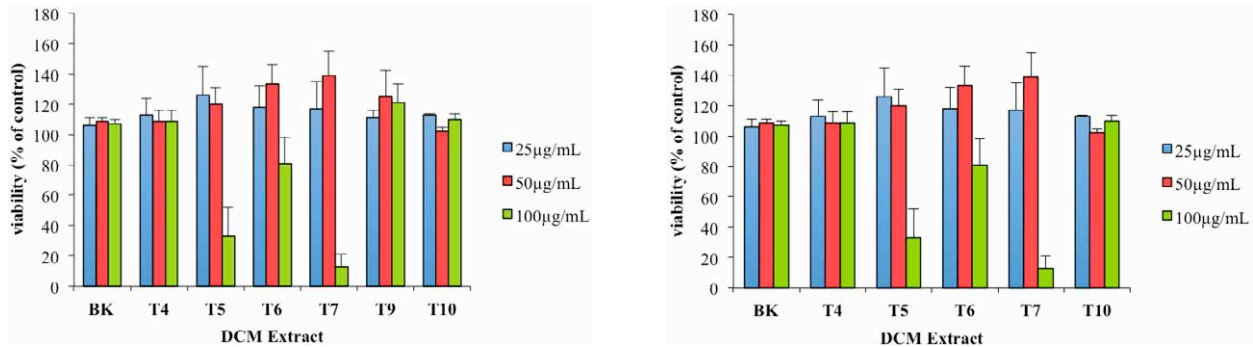 180
160
140
120
100
80
60
40
20
0
viability (% of control)
BK T4 T5 T6 T7 T9 T10
DCM Extract
25µg/mL
50µg/mL
100µg/mL
180
160
140
120
100
80
60
40
20
0
viability (% of control)
BK T4 T5 T6 T7 T10
DCM Extract
25µg/mL
50µg/mL
100µg/mL